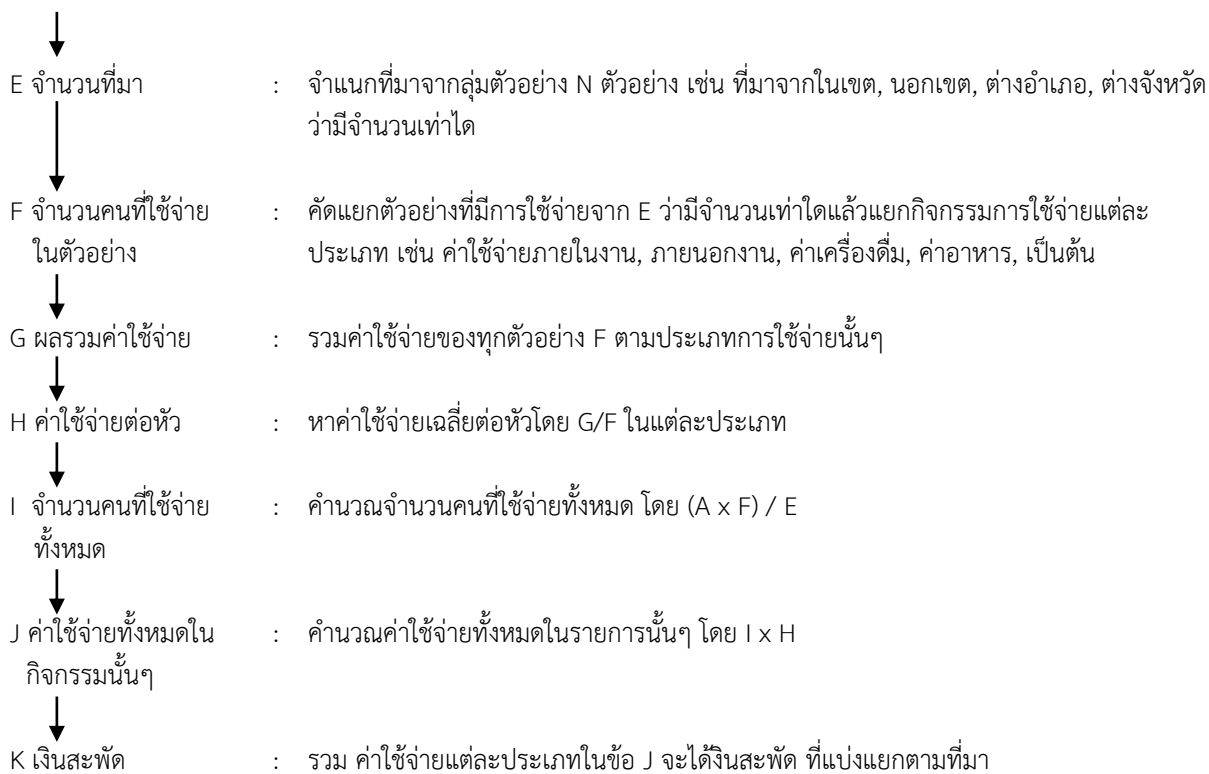 E จำนวนที่มา : จำแนกที่มาจากลุ่มตัวอย่าง N ตัวอย่าง เช่น ที่มาจากในเขต, นอกเขต, ต่างอำเภอ, ต่างจังหวัด
ว่ามีจำนวนเท่าได
F จำนวนคนที่ใช้จ่าย : คัดแยกตัวอย่างที่มีการใช้จ่ายจาก E ว่ามีจำนวนเท่าใดแล้วแยกกิจกรรมการใช้จ่ายแต่ละ
ในตัวอย่าง ประเภท เช่น ค่าใช้จ่ายภายในงาน, ภายนอกงาน, ค่าเครื่องดื่ม, ค่าอาหาร, เป็นต้น
G ผลรวมค่าใช้จ่าย : รวมค่าใช้จ่ายของทุกตัวอย่าง F ตามประเภทการใช้จ่ายนั้นๆ
H ค่าใช้จ่ายต่อหัว : หาค่าใช้จ่ายเฉลี่ยต่อหัวโดย G/F ในแต่ละประเภท
I จำนวนคนที่ใช้จ่าย : คำนวณจำนวนคนที่ใช้จ่ายทั้งหมด โดย (A x F) / E
ทั้งหมด
J ค่าใช้จ่ายทั้งหมดใน : คำนวณค่าใช้จ่ายทั้งหมดในรายการนั้นๆ โดย I x H
กิจกรรมนั้นๆ
K เงินสะพัด : รวม ค่าใช้จ่ายแต่ละประเภทในข้อ J จะได้งินสะพัด ที่แบ่งแยกตามที่มา